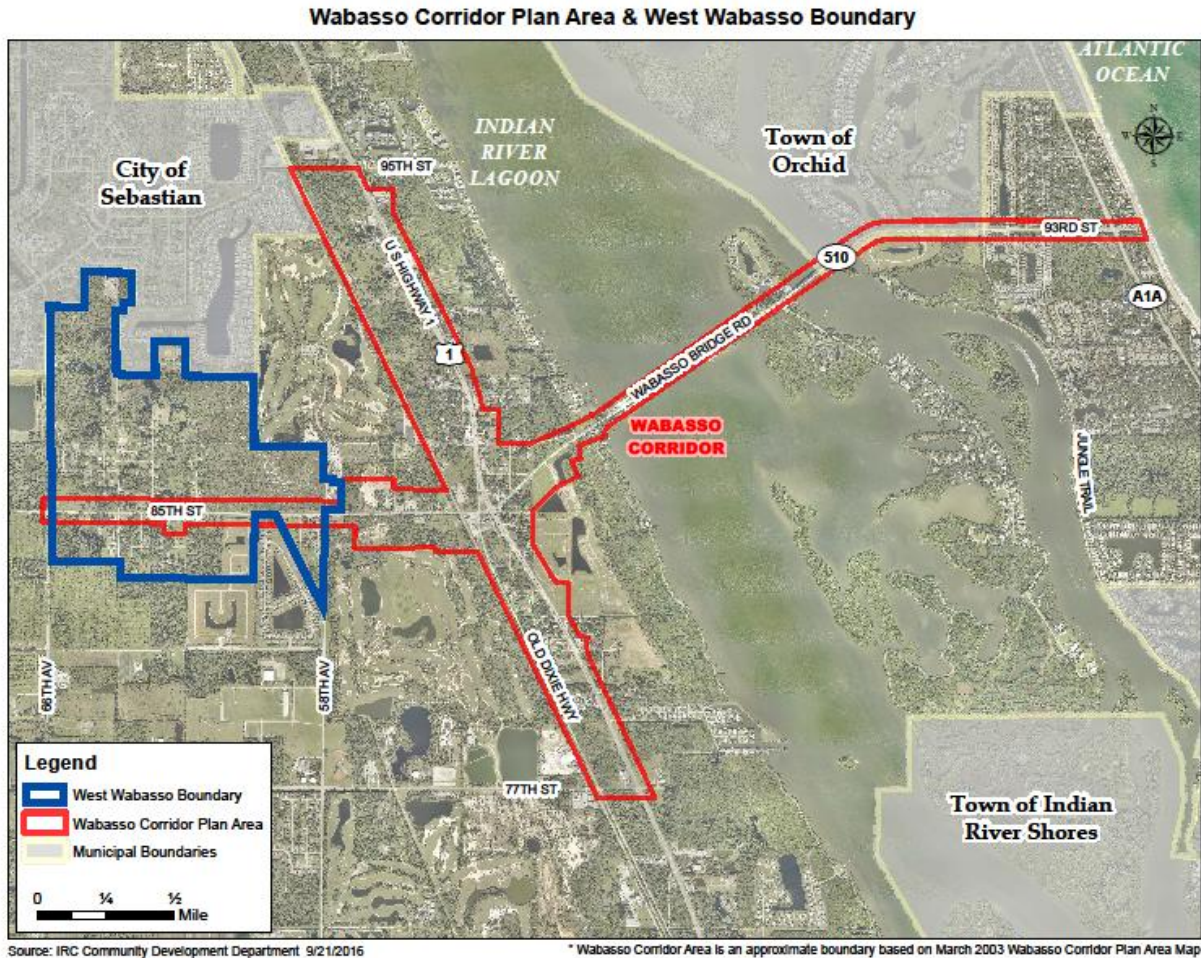 Wabasso Corridor Plan Area & West Wabasso Boundary
ATLANTIC
OCEAN
INDIAN
RIVER
LAGOON
Town of
Orchid
N
W E
S
City of
Sebastian
95TH ST
93RD ST
U S HIGHWAY 1
510
A1A
1
WABASSO BRIDGE RD
WABASSO
CORRIDOR
JUNGLE TRAIL
85TH ST
OLD DIXIE HWY
66TH AV
58TH AV
77TH ST
Town of Indian
River Shores
Legend
West Wabasso Boundary
Wabasso Corridor Plan Area
Municipal Boundaries
0 ¼ ½
Mile
Source: IRC Community Development Department 9/21/2016
* Wabasso Corridor Area is an approximate boundary based on March 2003 Wabasso Corridor Plan Area Map